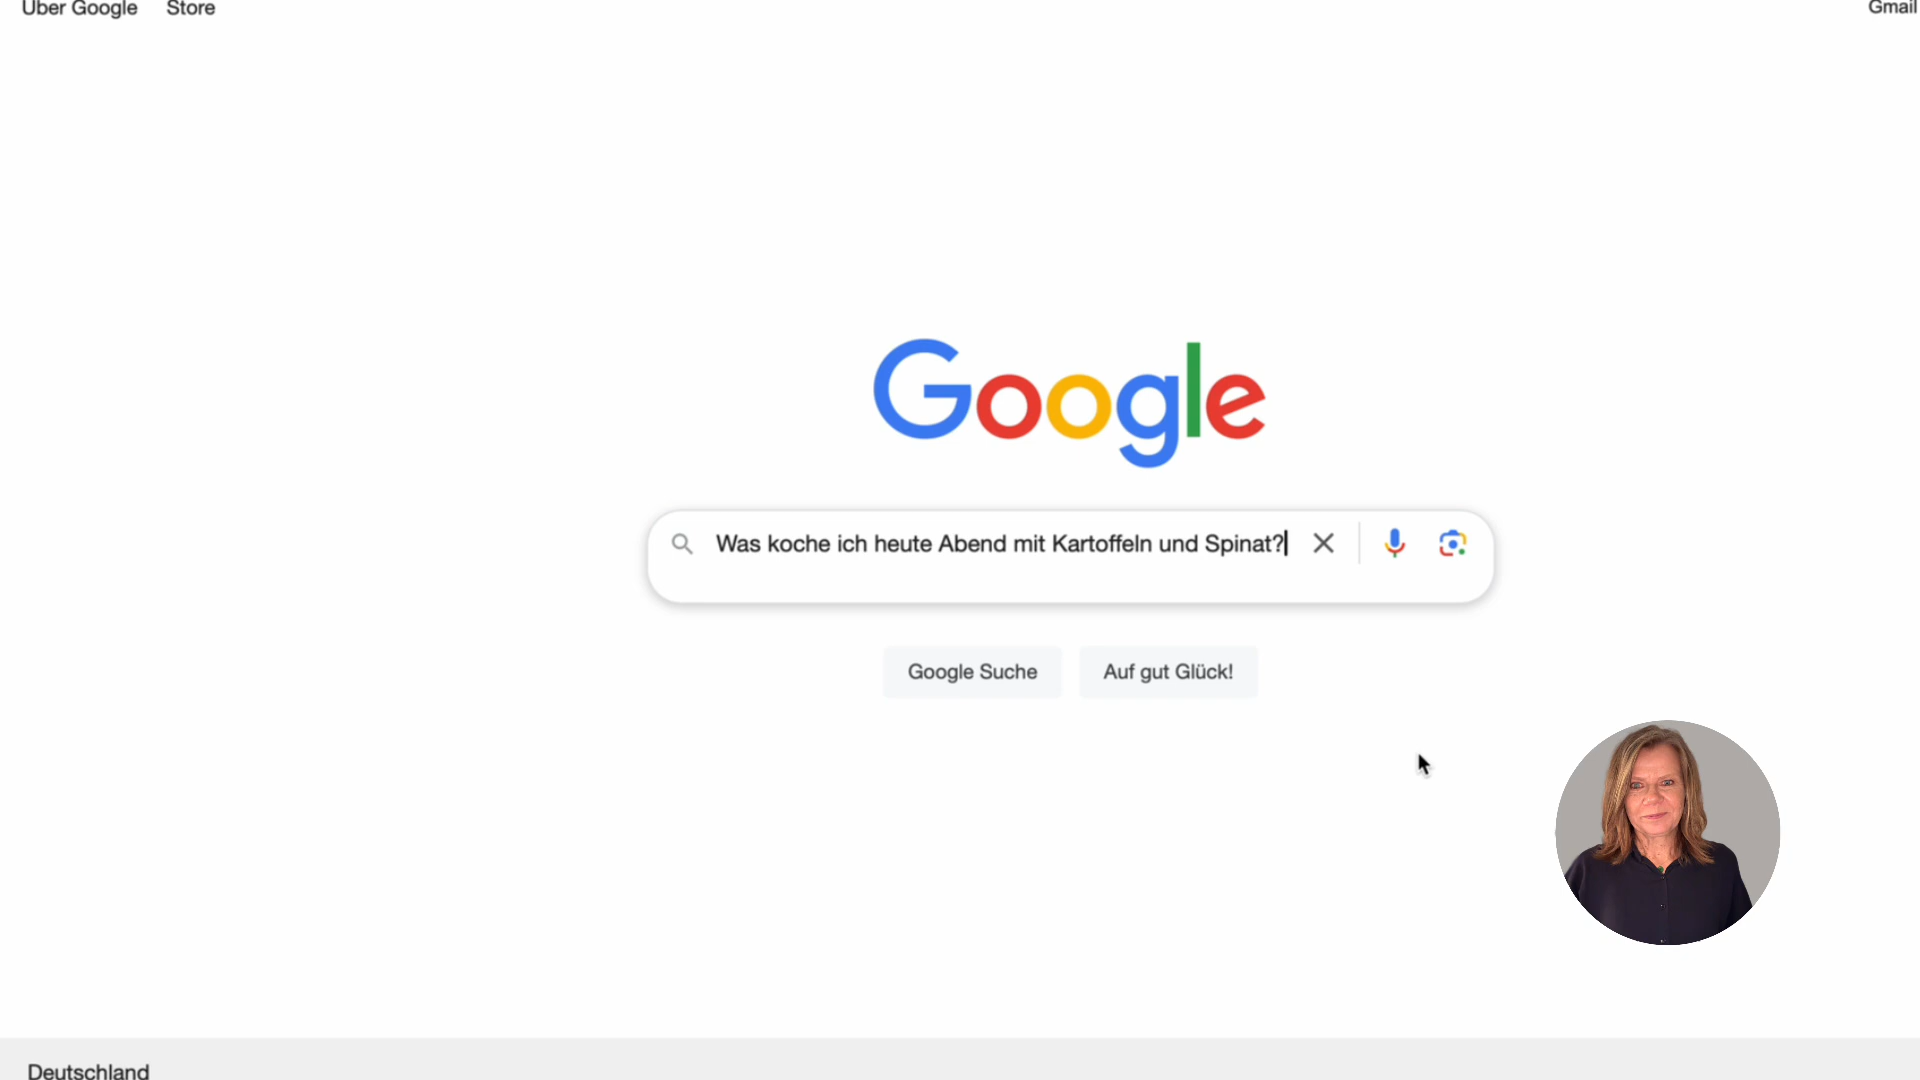 Über Google Store Gmail
Google
Was koche ich heute Abend mit Kartoffeln und Spinat?
Google Suche Auf gut Glück!
Deutschland